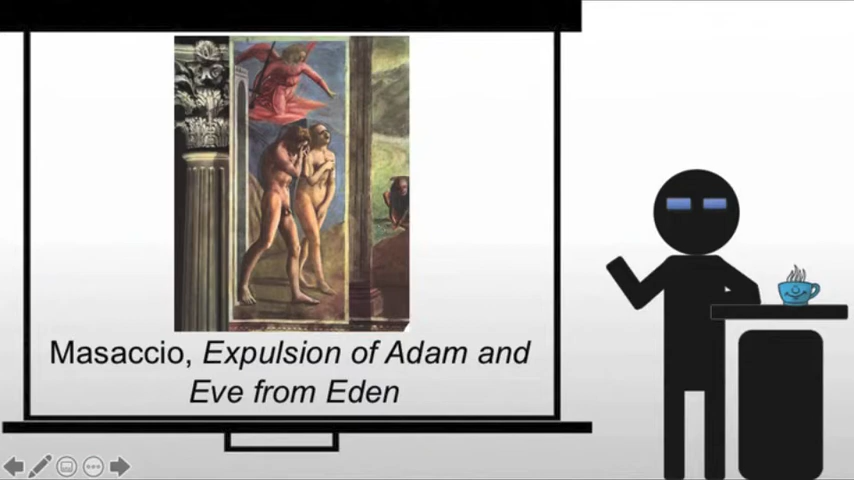 Masaccio, Expulsion of Adam and
Eve from Eden